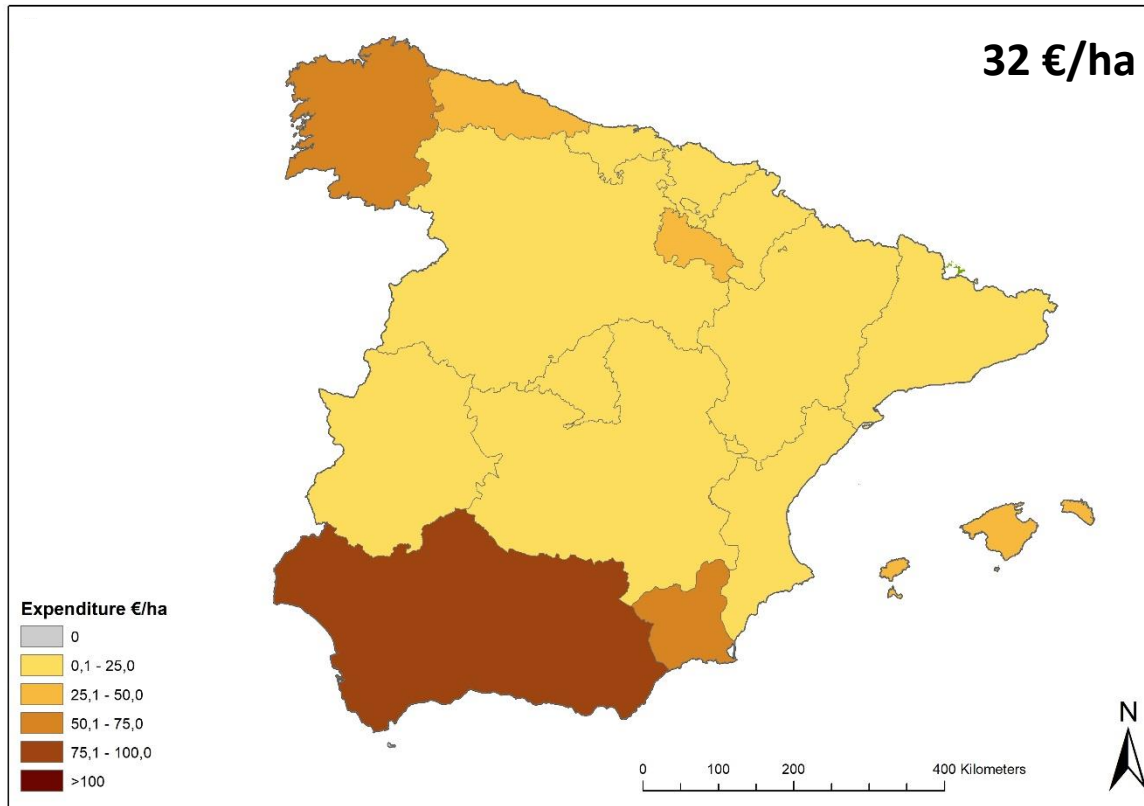 32 €/ha
Expenditure €/ha
0
0,1 - 25,0
25,1 - 50,0
50,1 - 75,0
75,1 - 100,0
>100
N
0 100 200 400 Kilometers